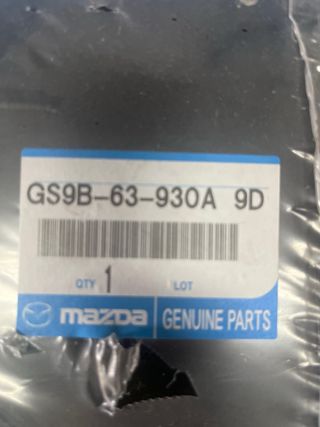 GS9B-63-930A 9D
QTY 1 LOT
mazda GENUINE PARTS